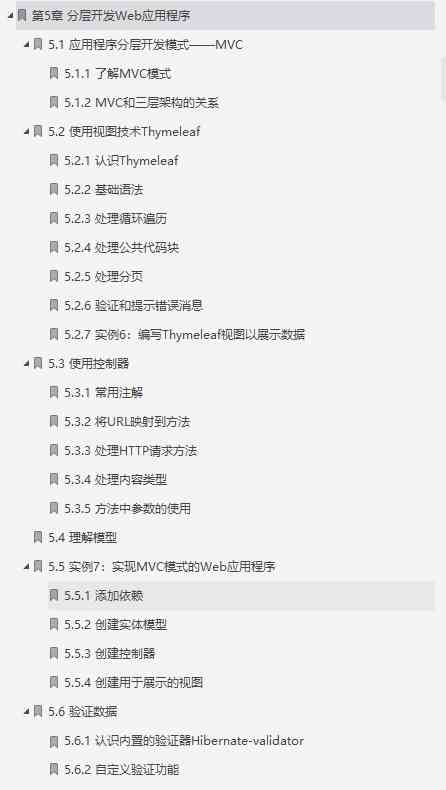 第5章 分层开发Web应用程序
5.1 应用程序分层开发模式——MVC
5.1.1 了解MVC模式
5.1.2 MVC和三层架构的关系
5.2 使用视图技术Thymeleaf
5.2.1 认识Thymeleaf
5.2.2 基础语法
5.2.3 处理循环遍历
5.2.4 处理公共代码块
5.2.5 处理分页
5.2.6 验证和提示错误消息
5.2.7 实例6：编写Thymeleaf视图以展示数据
5.3 使用控制器
5.3.1 常用注解
5.3.2 将URL映射到方法
5.3.3 处理HTTP请求方法
5.3.4 处理内容类型
5.3.5 方法中参数的使用
5.4 理解模型
5.5 实例7：实现MVC模式的Web应用程序
5.5.1 添加依赖
5.5.2 创建实体模型
5.5.3 创建控制器
5.5.4 创建用于展示的视图
5.6 验证数据
5.6.1 认识内置的验证器Hibernate-validator
5.6.2 自定义验证功能